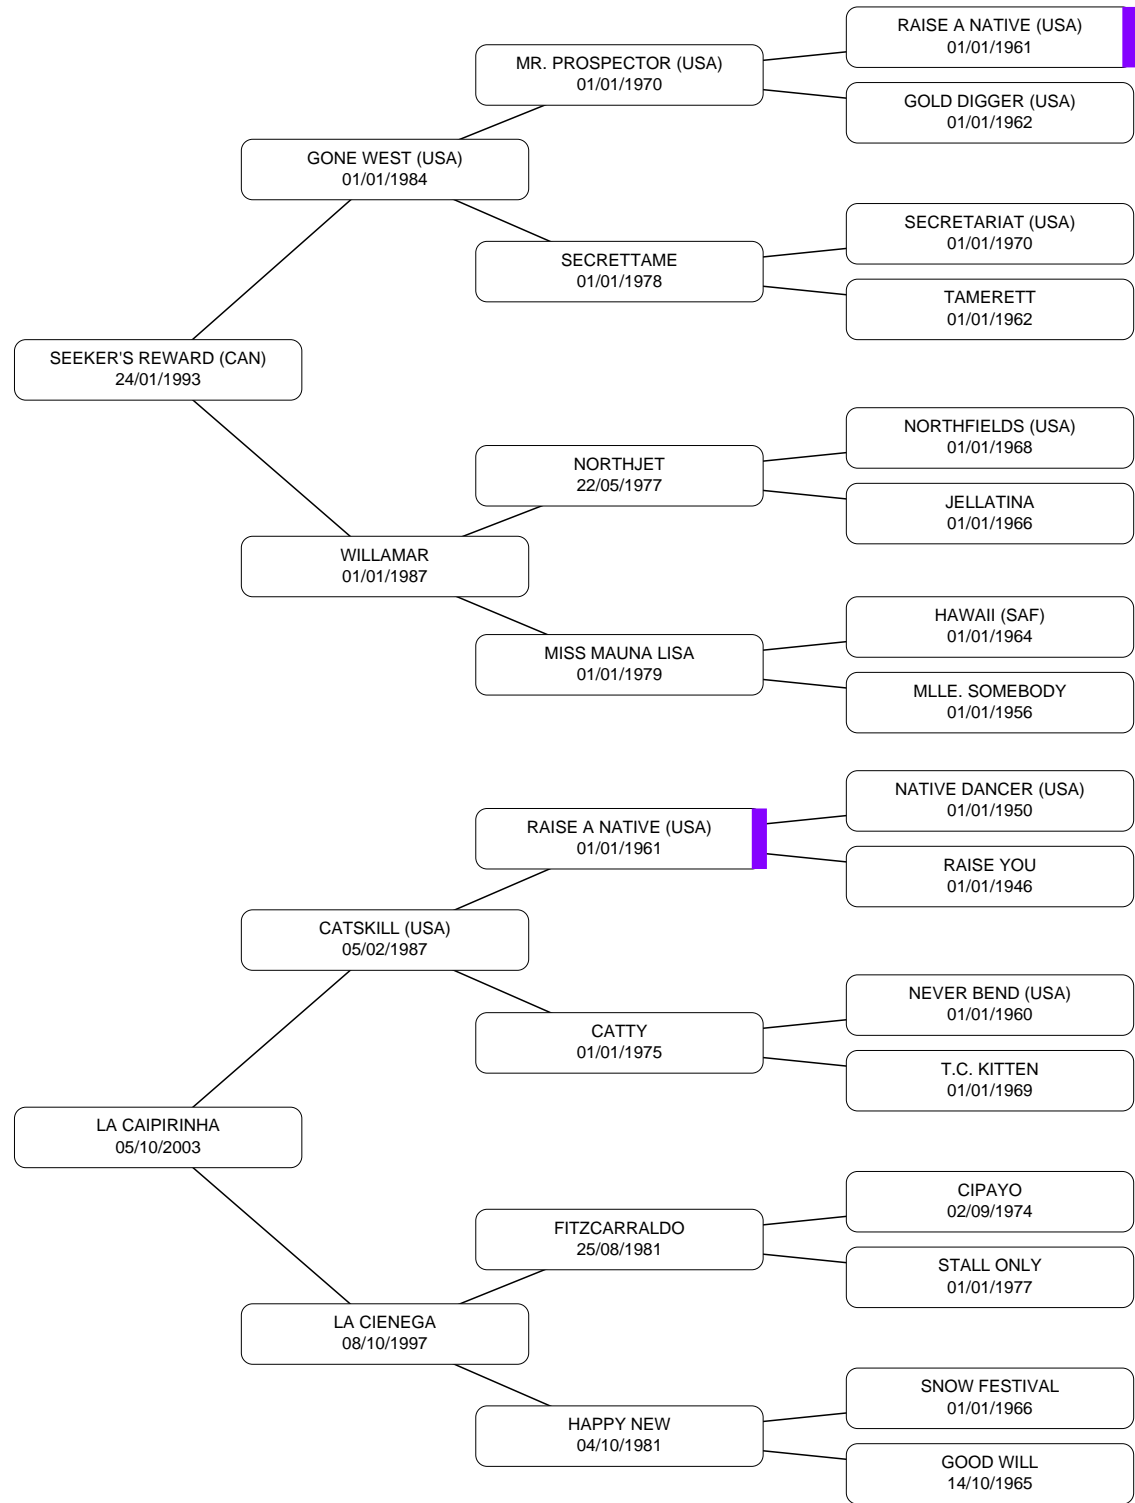 RAISE A NATIVE (USA)
01/01/1961
MR. PROSPECTOR (USA)
01/01/1970
GOLD DIGGER (USA)
01/01/1962
GONE WEST (USA)
01/01/1984
SECRETARIAT (USA)
01/01/1970
SECRETTAME
01/01/1978
TAMERETT
01/01/1962
SEEKER'S REWARD (CAN)
24/01/1993
NORTHFIELDS (USA)
01/01/1968
NORTHJET
22/05/1977
JELLATINA
01/01/1966
WILLAMAR
01/01/1987
HAWAII (SAF)
01/01/1964
MISS MAUNA LISA
01/01/1979
MLLE. SOMEBODY
01/01/1956
NATIVE DANCER (USA)
01/01/1950
RAISE A NATIVE (USA)
01/01/1961
RAISE YOU
01/01/1946
CATSKILL (USA)
05/02/1987
NEVER BEND (USA)
01/01/1960
CATTY
01/01/1975
T.C. KITTEN
01/01/1969
LA CAIPIRINHA
05/10/2003
CIPAYO
02/09/1974
FITZCARRALDO
25/08/1981
STALL ONLY
01/01/1977
LA CIENEGA
08/10/1997
SNOW FESTIVAL
01/01/1966
HAPPY NEW
04/10/1981
GOOD WILL
14/10/1965